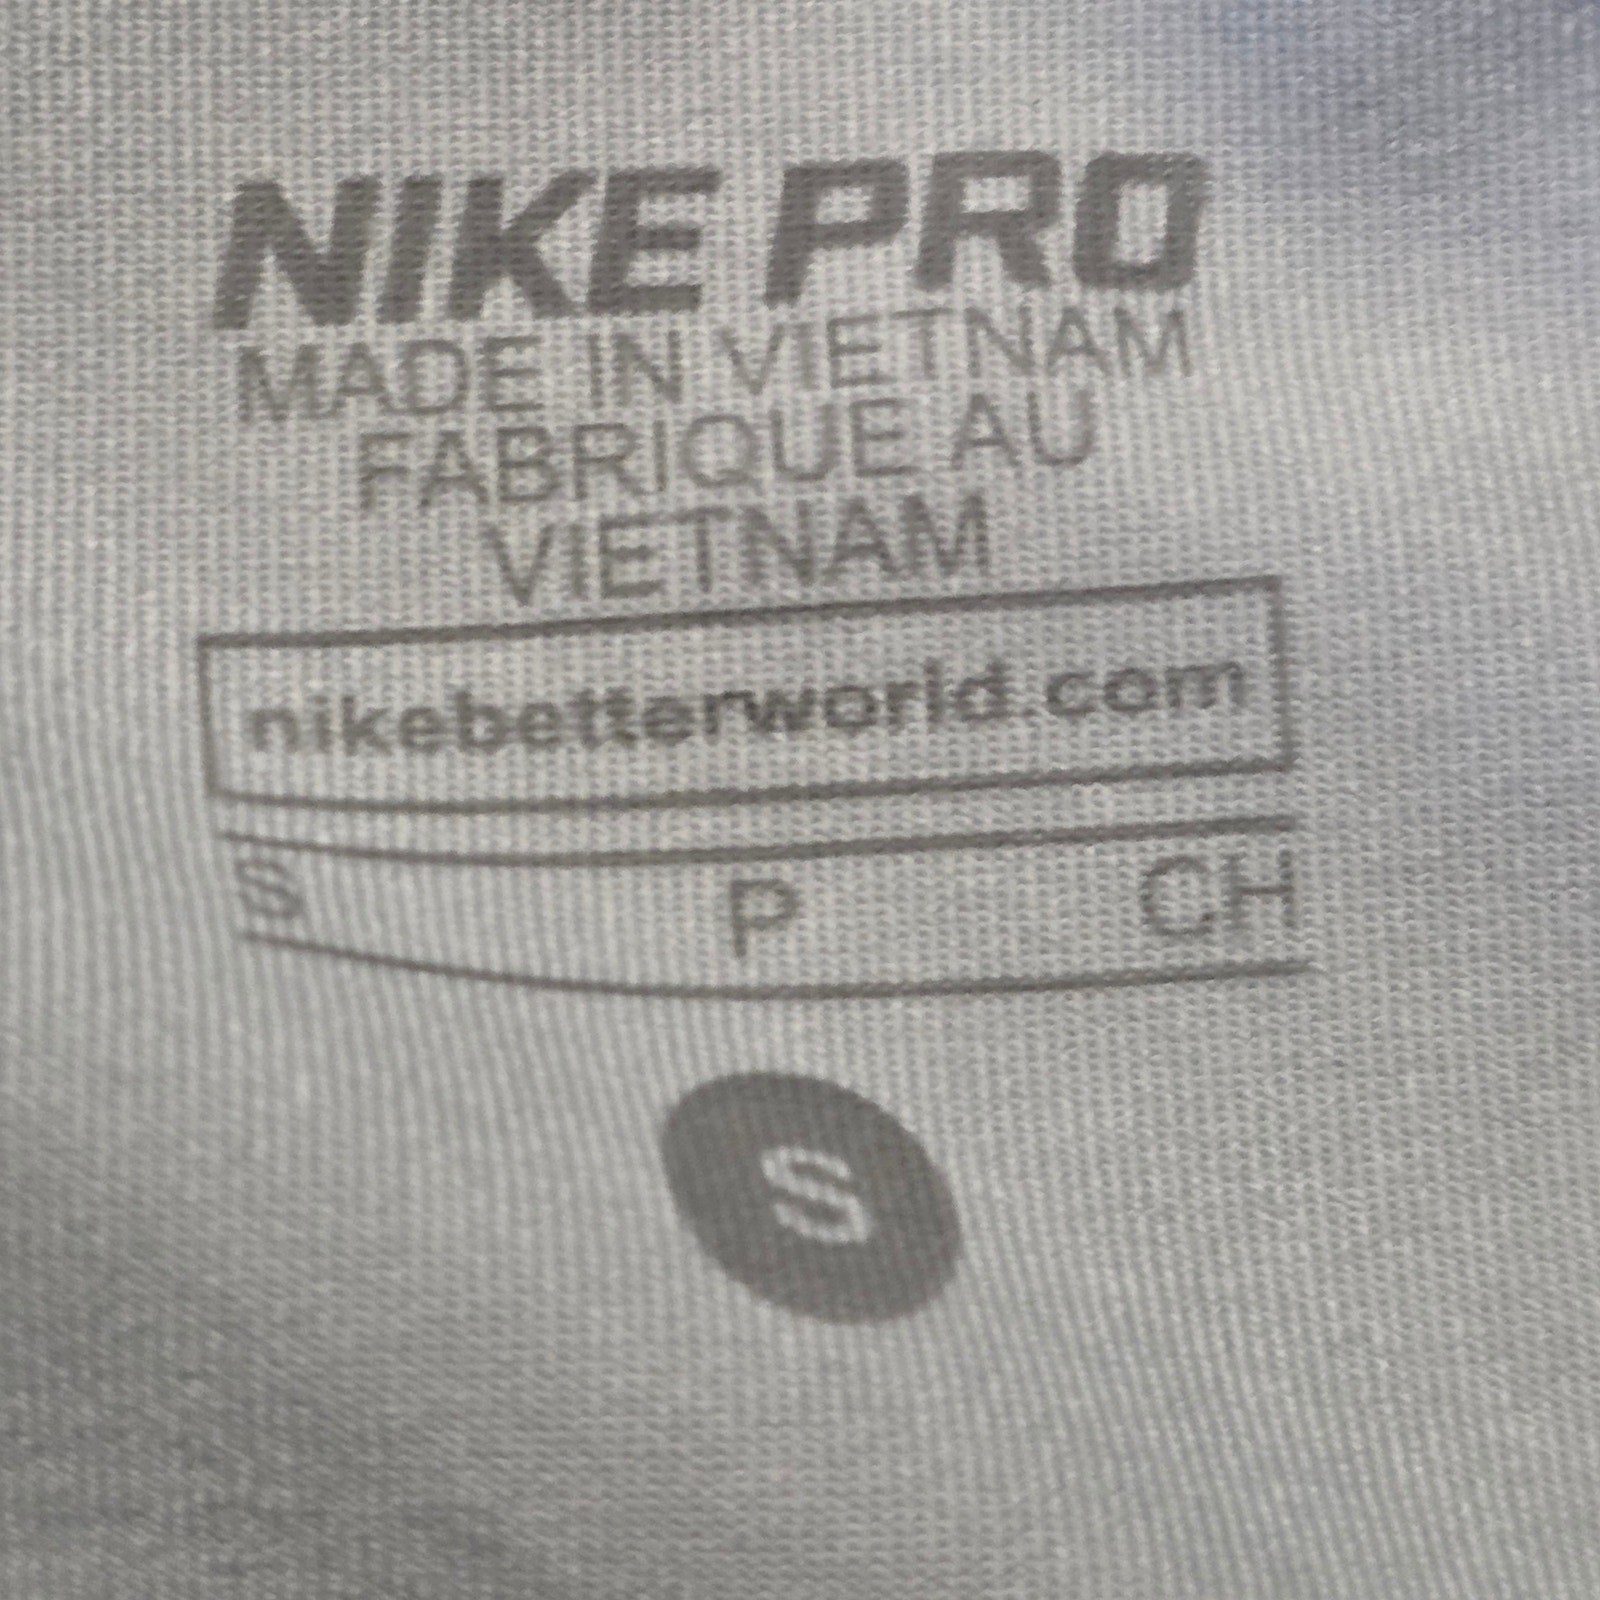 NIKE PRO
MADE IN VIETNAM
FABRIQUE AU
VIETNAM
nikebetterworld.com
S P CH
S